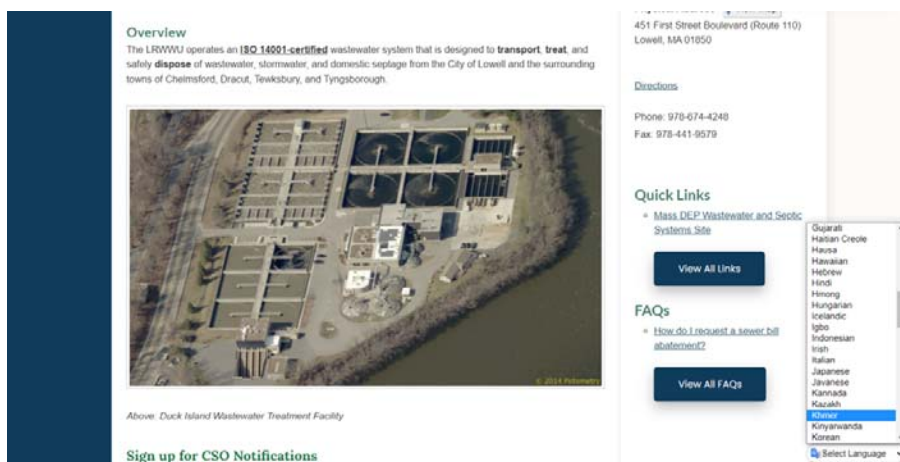 Overview
The LRWWU operates an ISO 14001-certified wastewater system that is designed to transport, treat, and
safely dispose of wastewater, stormwater, and domestic septage from the City of Lowell and the surrounding
towns of Chelmsford, Dracut, Tewksbury, and Tyngsborough.
© 2014 Pictometry
Above: Duck Island Wastewater Treatment Facility
Sign up for CSO Notifications
451 First Street Boulevard (Route 110)
Lowell, MA 01850
Directions
Phone: 978-674-4248
Fax: 978-441-9579
Quick Links
Mass DEP Wastewater and Septic
Systems Site
View All Links
FAQs
How do I request a sewer bill
abatement?
View All FAQs
Gujarati
Haitian Creole
Hausa
Hawaiian
Hebrew
Hindi
Hmong
Hungarian
Icelandic
Igbo
Indonesian
Irish
Italian
Japanese
Javanese
Kannada
Kazakh
Khmer
Kinyarwanda
Korean
Select Language